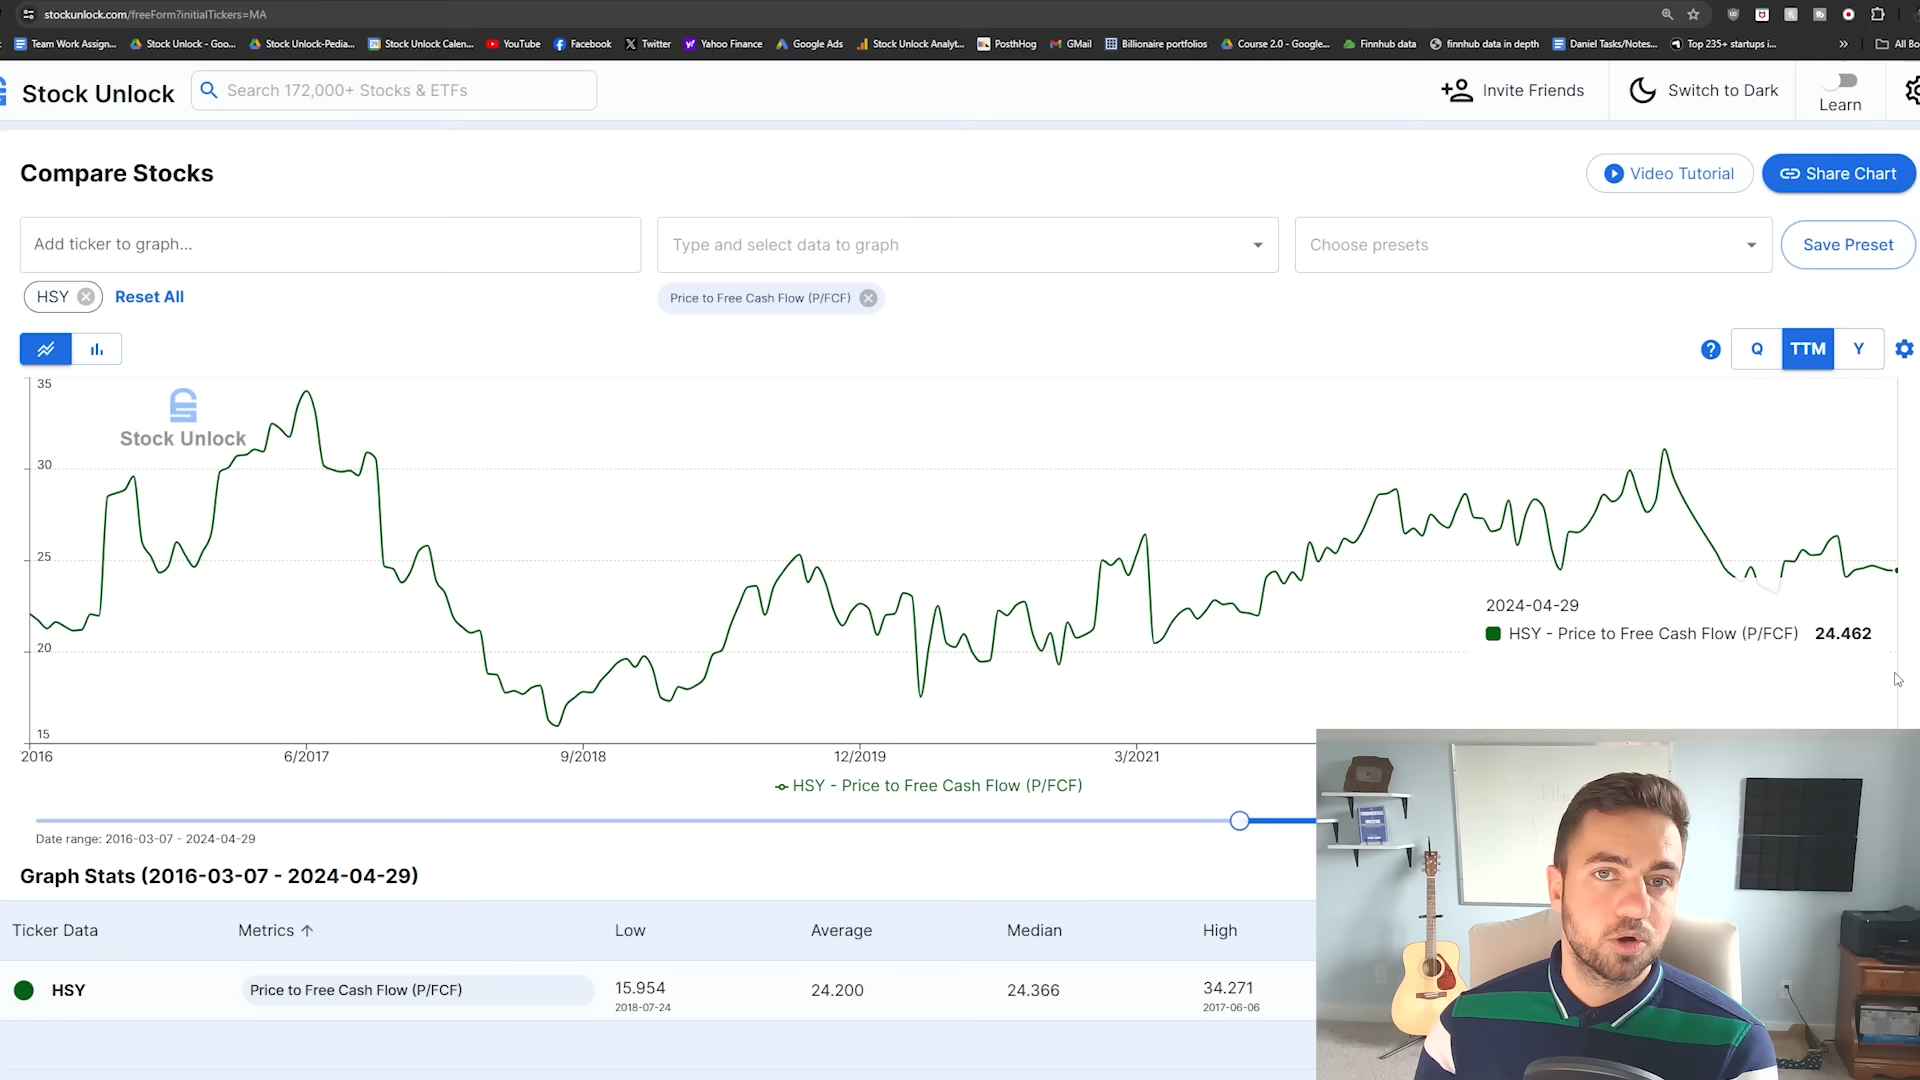 stockunlock.com/freeForm?initialTickers=MA
Team Work Assign... Stock Unlock - Goo... Stock Unlock-Pedia... Stock Unlock Calen... YouTube Facebook Twitter Yahoo Finance Google Ads Stock Unlock Analyt... PostHog GMail Billionaire portfolios Course 2.0 - Google... Finnhub data finnhub data in depth Daniel Tasks/Notes... Top 235+ startups i... » All Bo
Stock Unlock Search 172,000+ Stocks & ETFs Invite Friends Switch to Dark Learn
Compare Stocks Video Tutorial Share Chart
Add ticker to graph... Type and select data to graph Choose presets Save Preset
HSY Reset All Price to Free Cash Flow (P/FCF)
Q TTM Y
35
Stock Unlock
30
25
2024-04-29
HSY - Price to Free Cash Flow (P/FCF) 24.462
20
15
2016 6/2017 9/2018 12/2019 3/2021
HSY - Price to Free Cash Flow (P/FCF)
Date range: 2016-03-07 - 2024-04-29
Graph Stats (2016-03-07 - 2024-04-29)
Ticker Data Metrics Low Average Median High
HSY Price to Free Cash Flow (P/FCF) 15.954 24.200 24.366 34.271
2018-07-24 2017-06-06